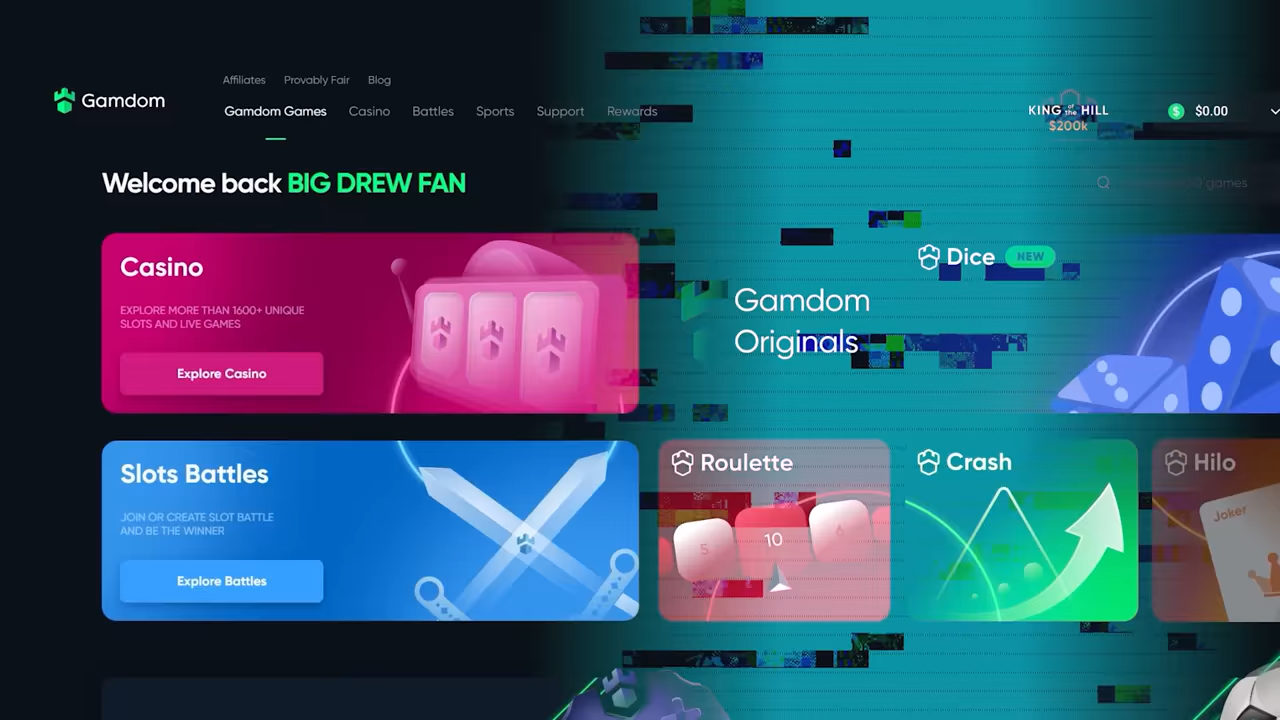 Affiliates Provably Fair Blog
Gamdom
Gamdom Games Casino Battles Sports Support Rewards
KING of the HILL
$200k
$ $0.00
Welcome back BIG DREW FAN
games
Casino
EXPLORE MORE THAN 1600+ UNIQUE
SLOTS AND LIVE GAMES
Explore Casino
Gamdom
Originals
Dice NEW
Slots Battles
JOIN OR CREATE SLOT BATTLE
AND BE THE WINNER
Explore Battles
Roulette
5
10
Crash
Hilo
Joker